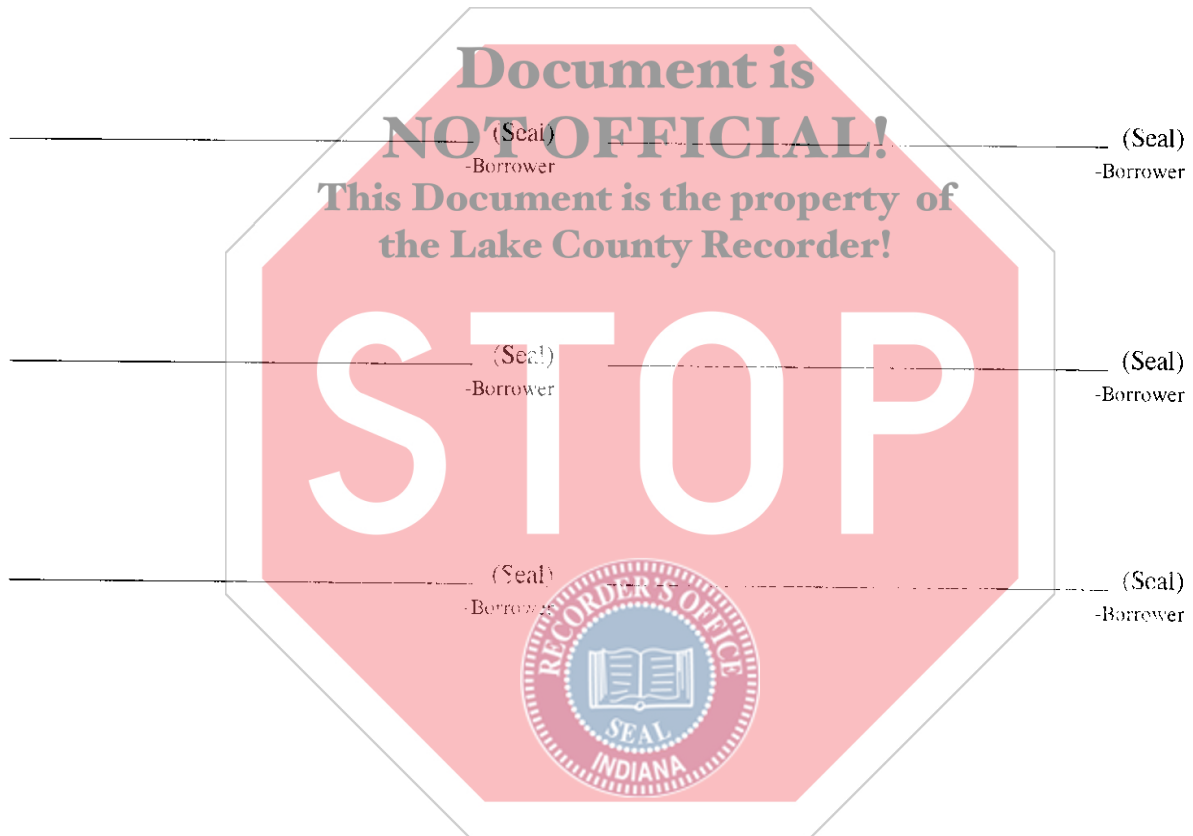 Document is
NOT OFFICIAL!
(Seal) (Seal)
-Borrower -Borrower
This Document is the property of
the Lake County Recorder!
STOP
(Seal) (Seal)
-Borrower -Borrower
(Seal) (Seal)
-Borrower -Borrower
RECORDER'S OFFICE
SEAL
INDIANA